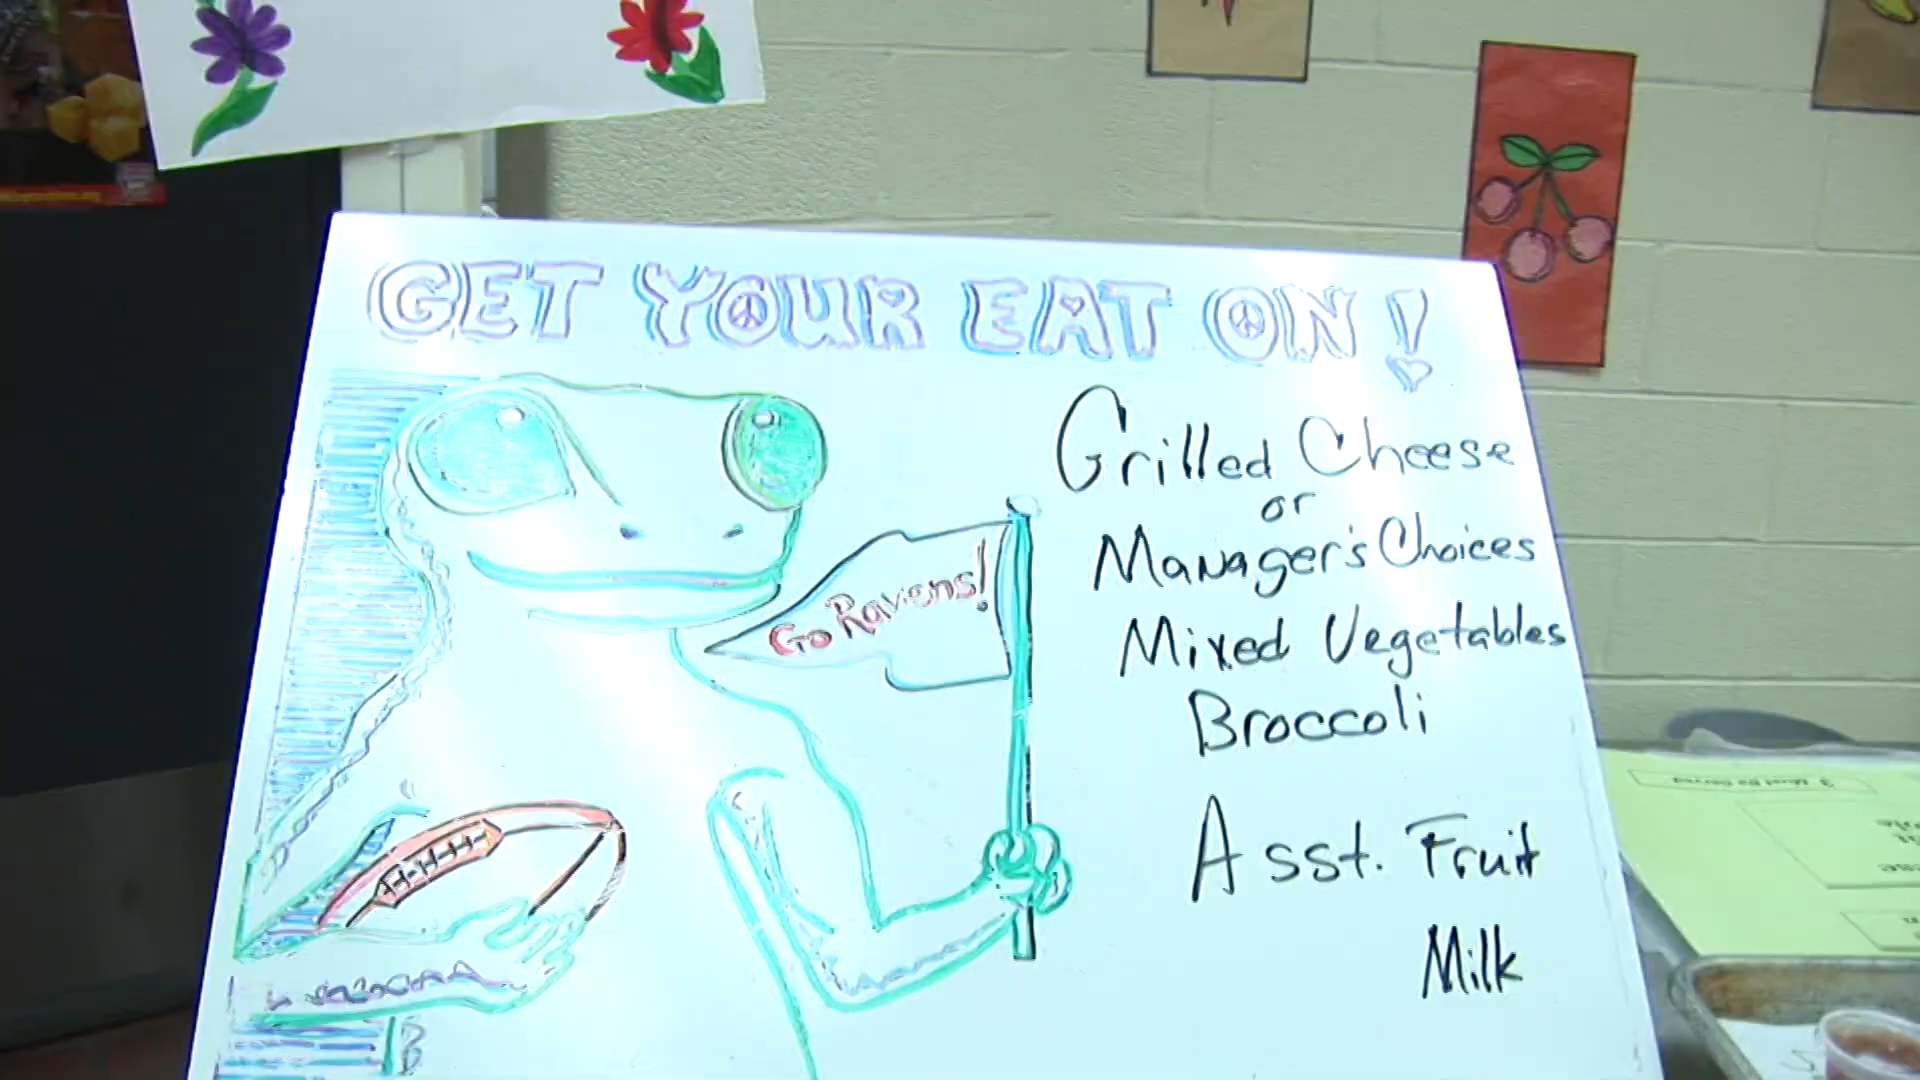 GET YOUR EAT ON!
Grilled Cheese
or
Manager's Choices
Mixed Vegetables
Broccoli
Asst. Fruit
Milk
Go Ravens!